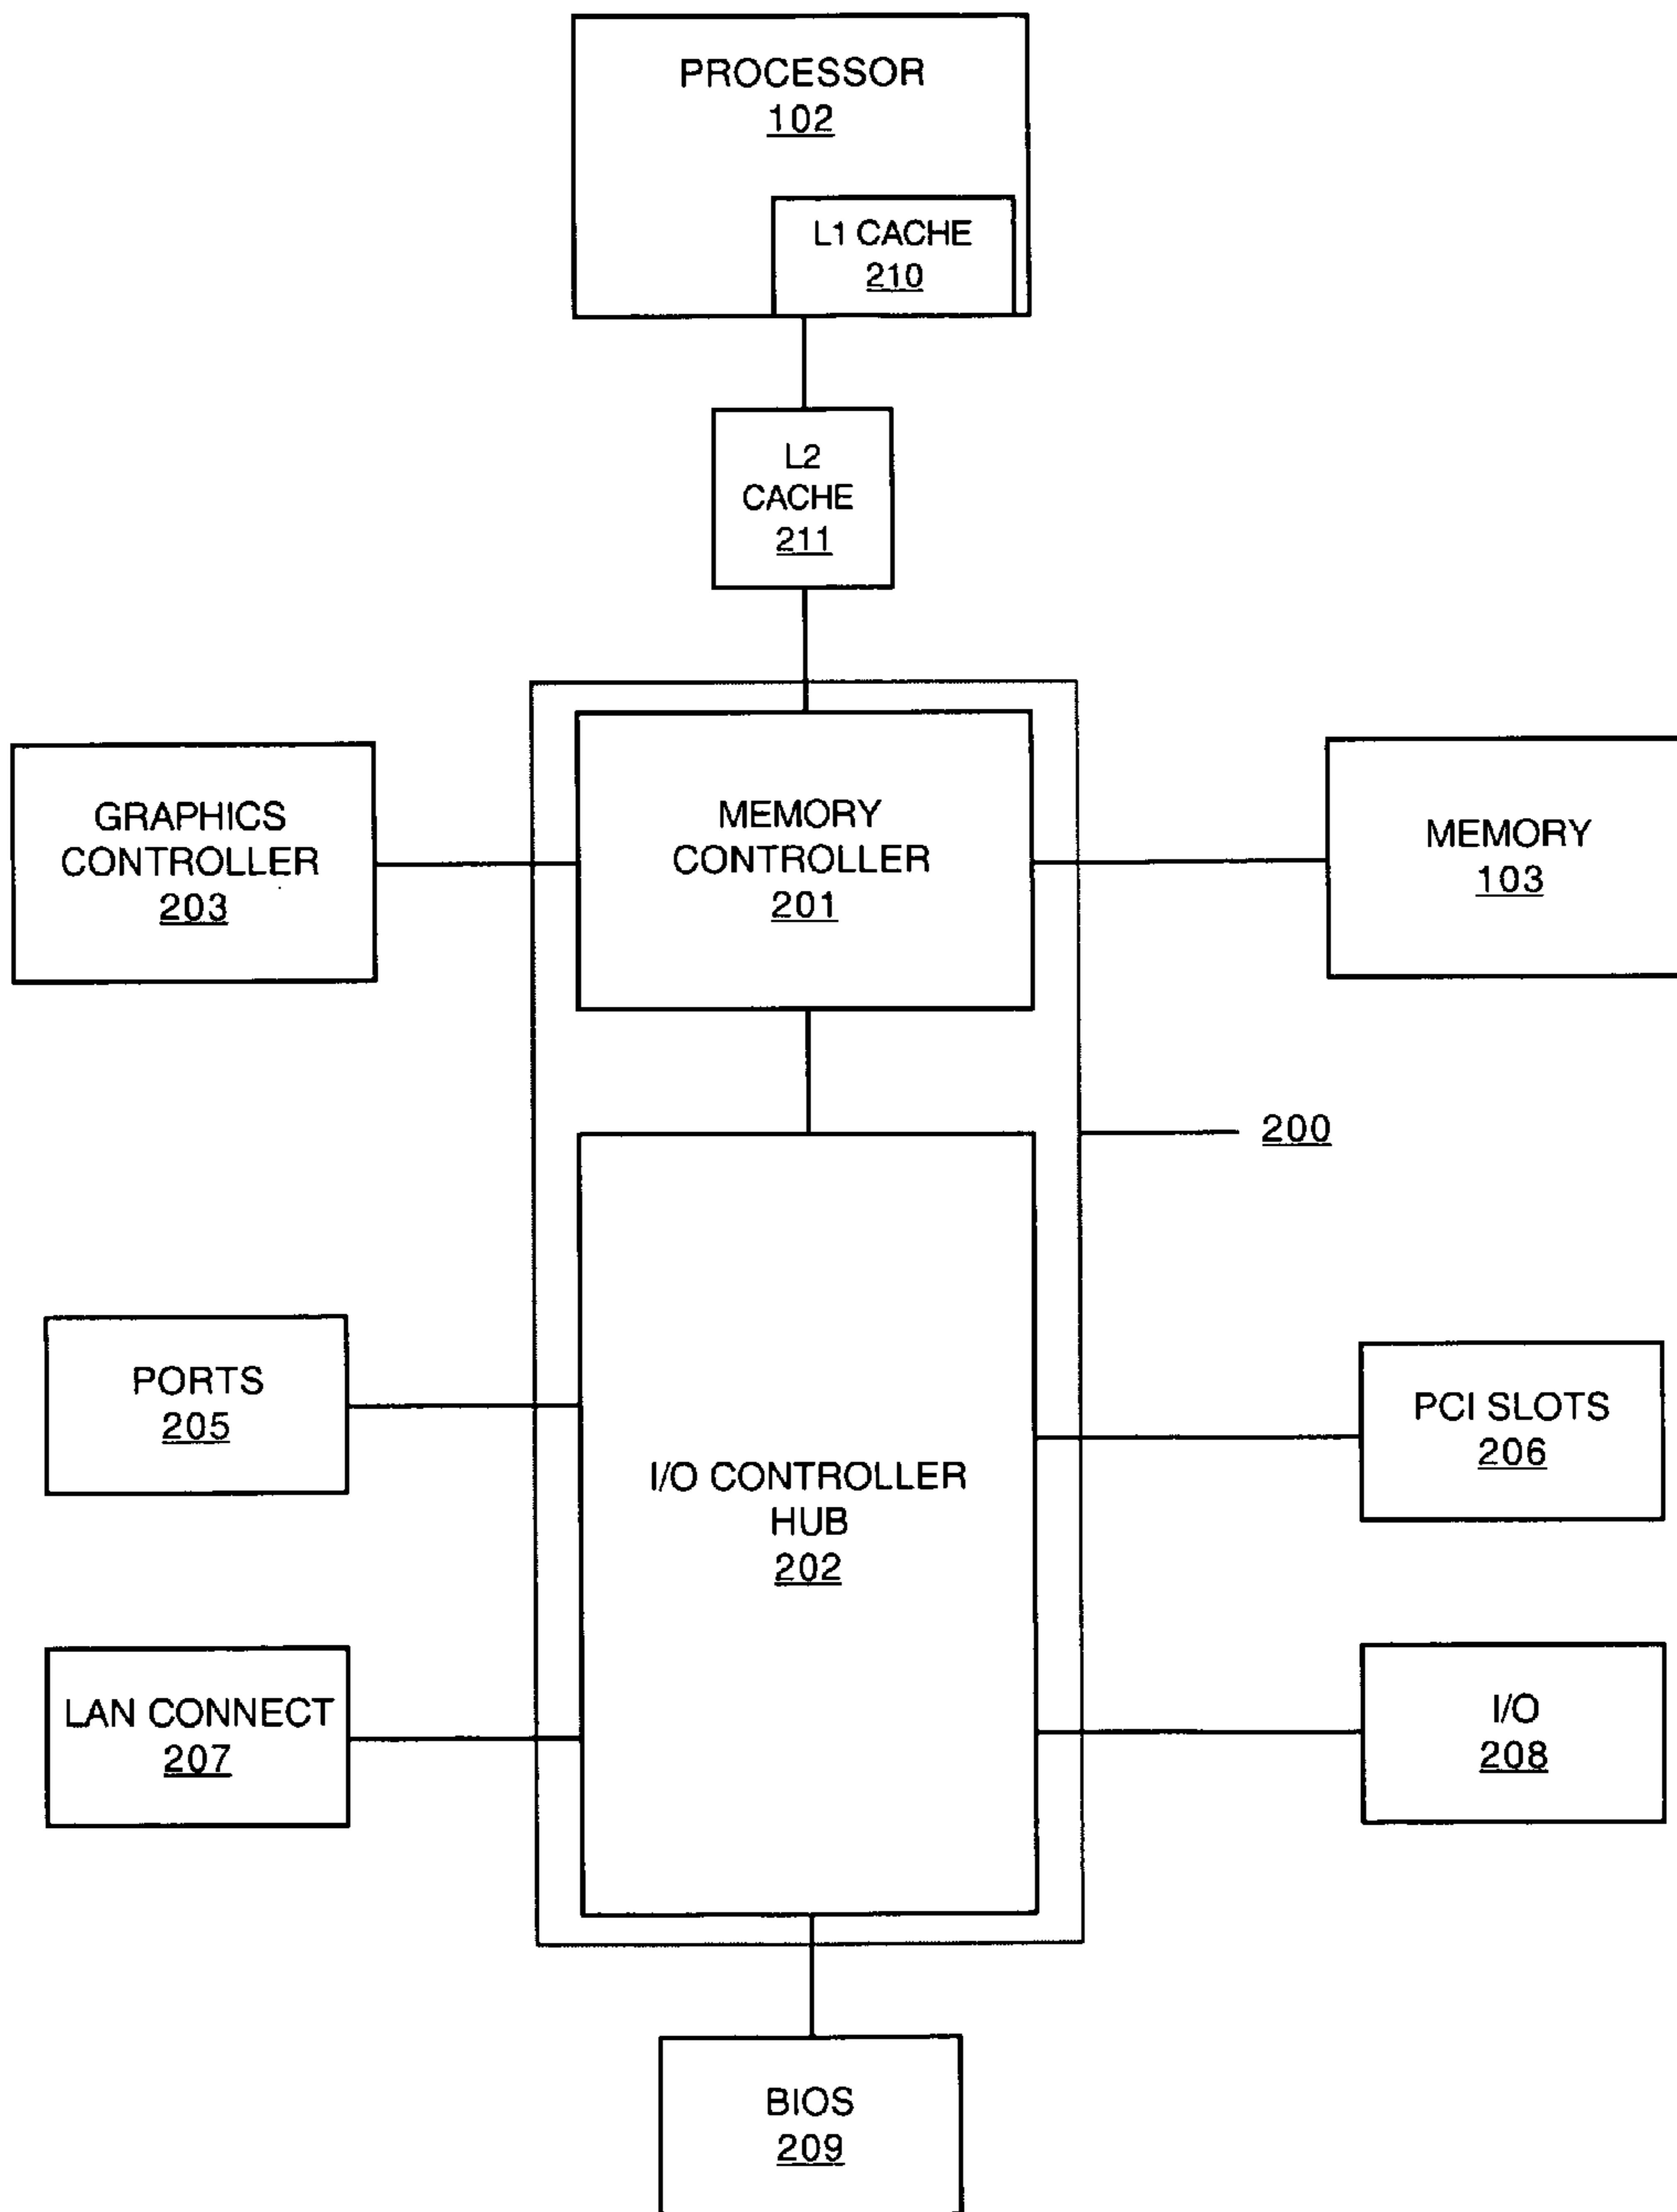 PROCESSOR
102
L1 CACHE
210
L2
CACHE
211
GRAPHICS
CONTROLLER
203
MEMORY
CONTROLLER
201
MEMORY
103
200
PORTS
205
PCI SLOTS
206
I/O CONTROLLER
HUB
202
LAN CONNECT
207
I/O
208
BIOS
209